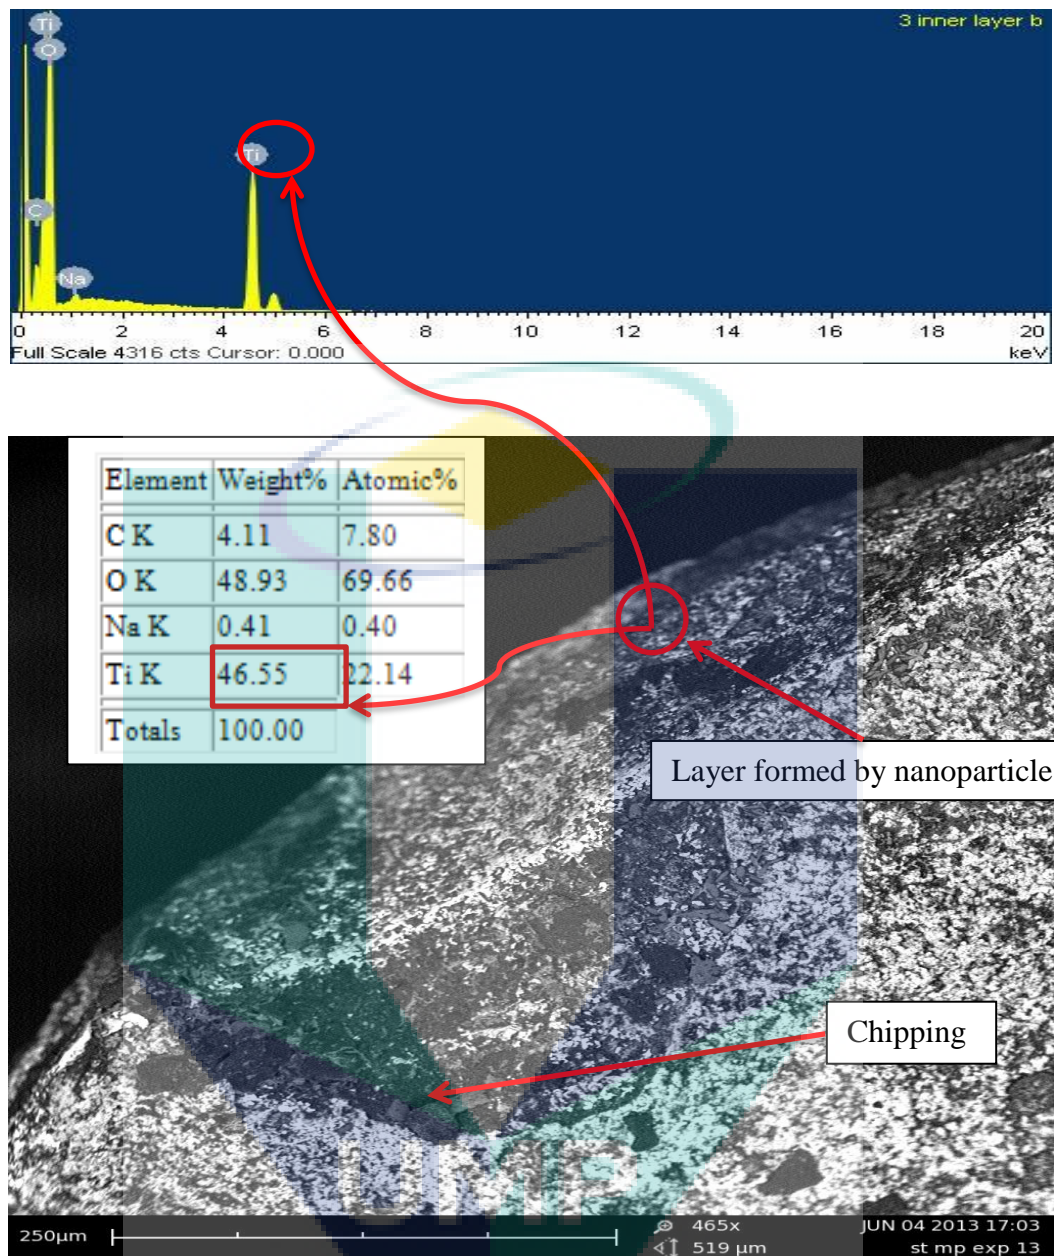 3 inner layer b
Ti
O
Ti
C
Na
0 2 4 6 8 10 12 14 16 18 20
Full Scale 4316 cts Cursor: 0.000 keV
Element Weight% Atomic%
C K 4.11 7.80
O K 48.93 69.66
Na K 0.41 0.40
Ti K 46.55 22.14
Totals 100.00
Layer formed by nanoparticle
Chipping
UMP
250µm 465x JUN 04 2013 17:03
519 µm st mp exp 13